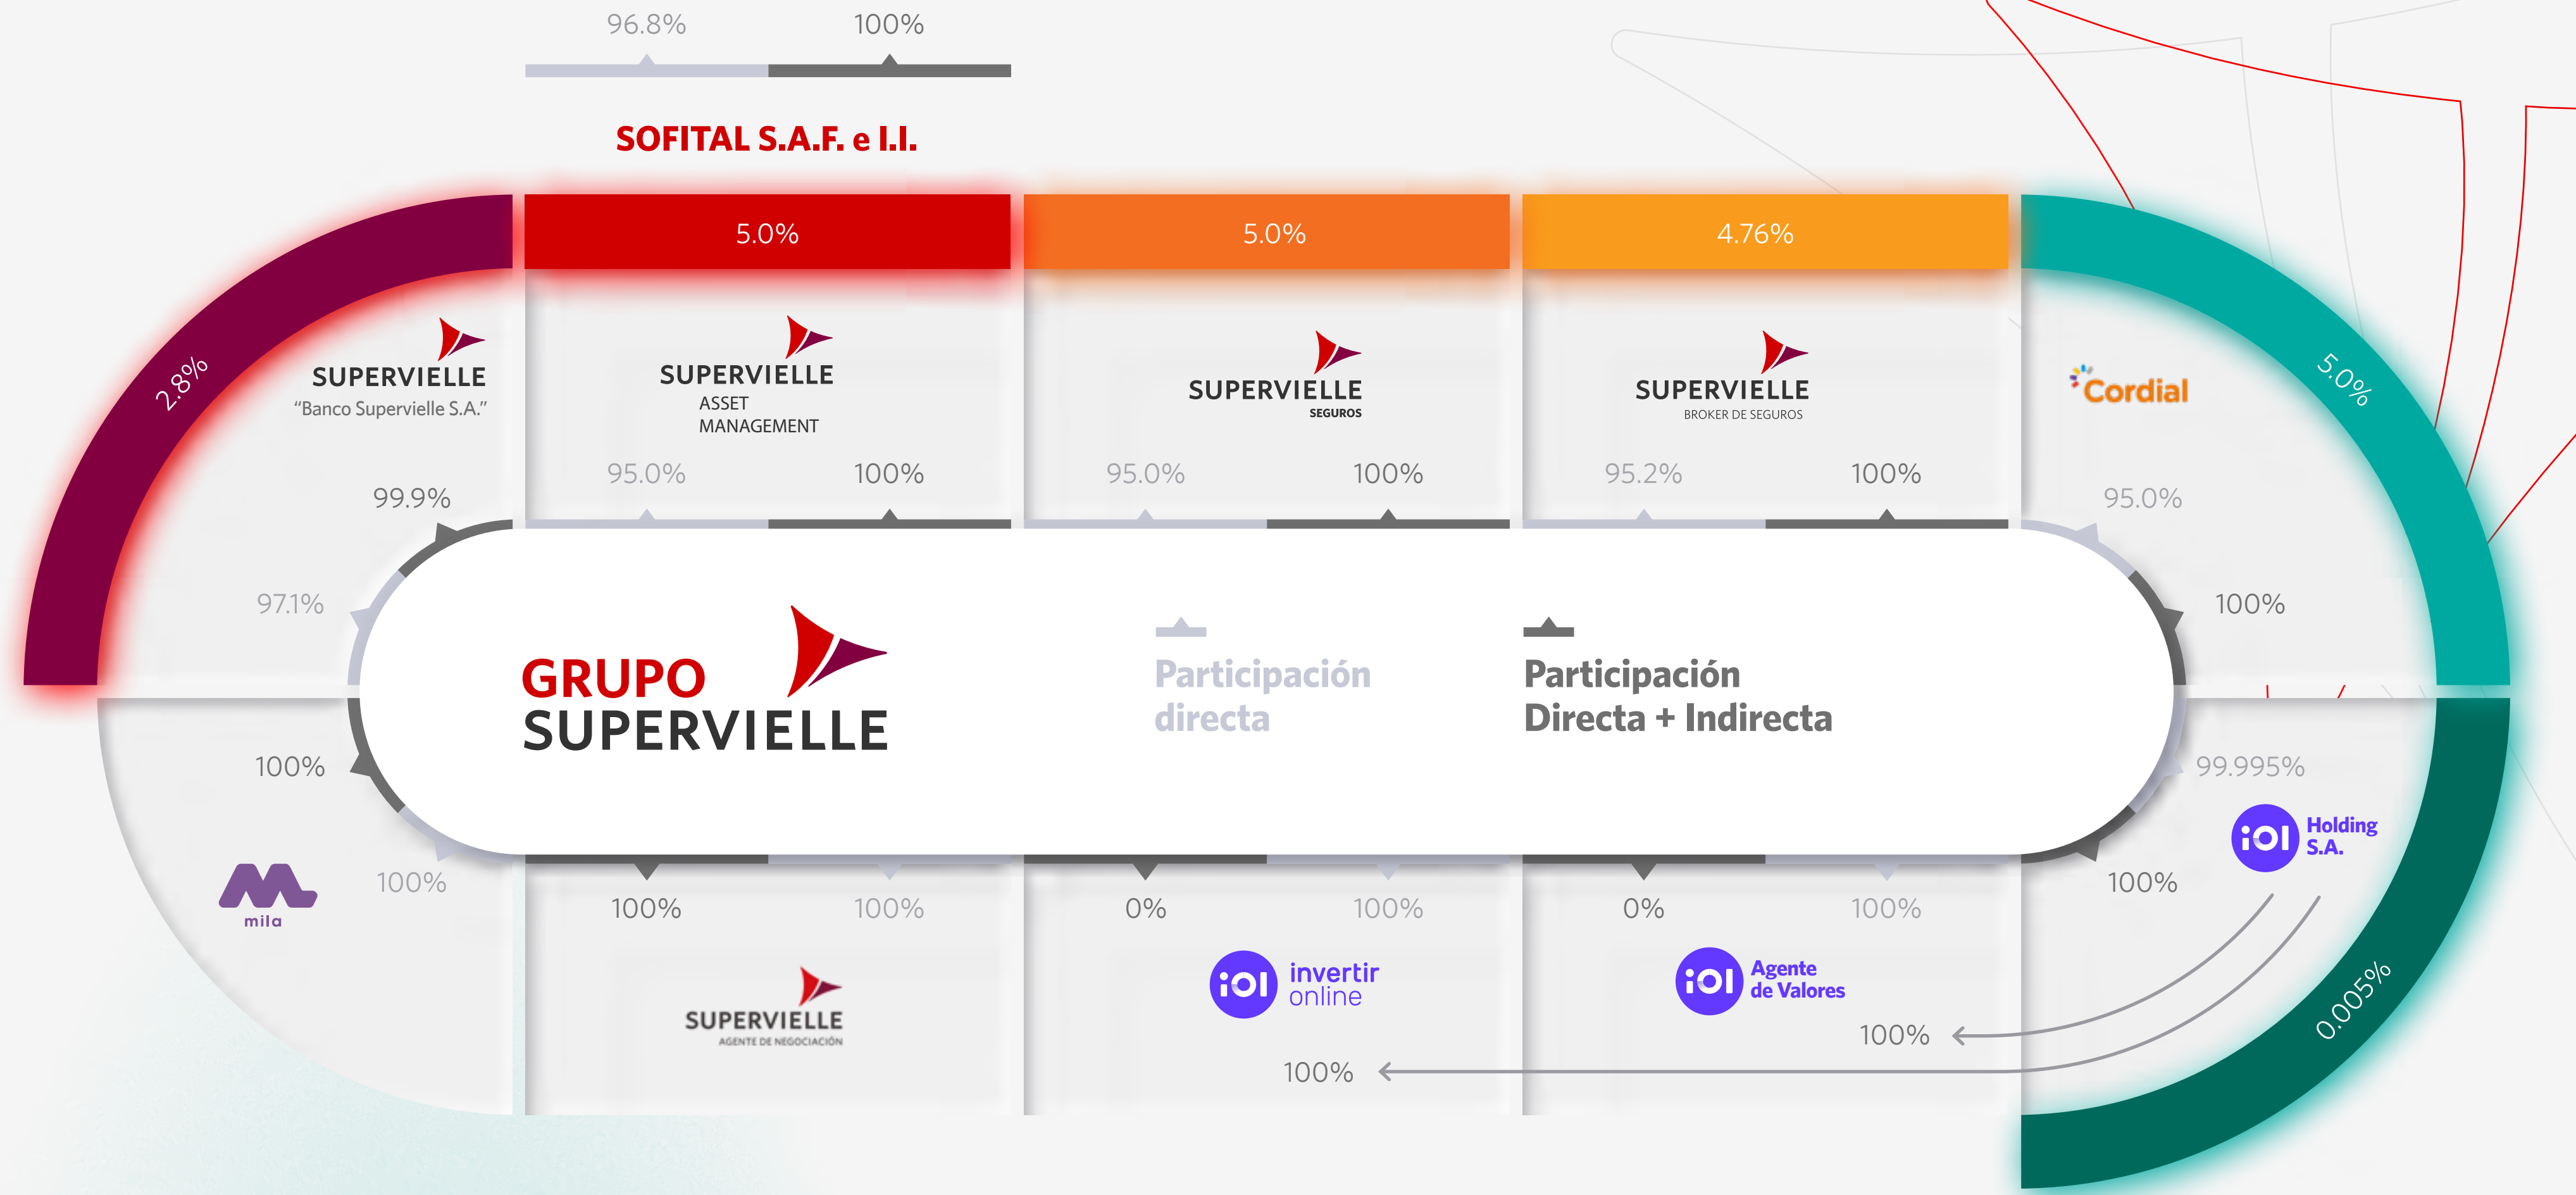 96.8%
100%
SOFITAL S.A.F. e I.I.
2.8%
5.0%
5.0%
4.76%
5.0%
SUPERVIELLE
“Banco Supervielle S.A.”
99.9%
97.1%
SUPERVIELLE
ASSET
MANAGEMENT
95.0%
100%
SUPERVIELLE
SEGUROS
95.0%
100%
SUPERVIELLE
BROKER DE SEGUROS
95.2%
100%
Cordial
95.0%
100%
GRUPO
SUPERVIELLE
Participación
directa
Participación
Directa + Indirecta
100%
100%
mila
100%
100%
SUPERVIELLE
AGENTE DE NEGOCIACIÓN
0%
100%
iol invertir
online
100%
0%
100%
iol Agente
de Valores
100%
99.995%
iol Holding
S.A.
100%
0.005%